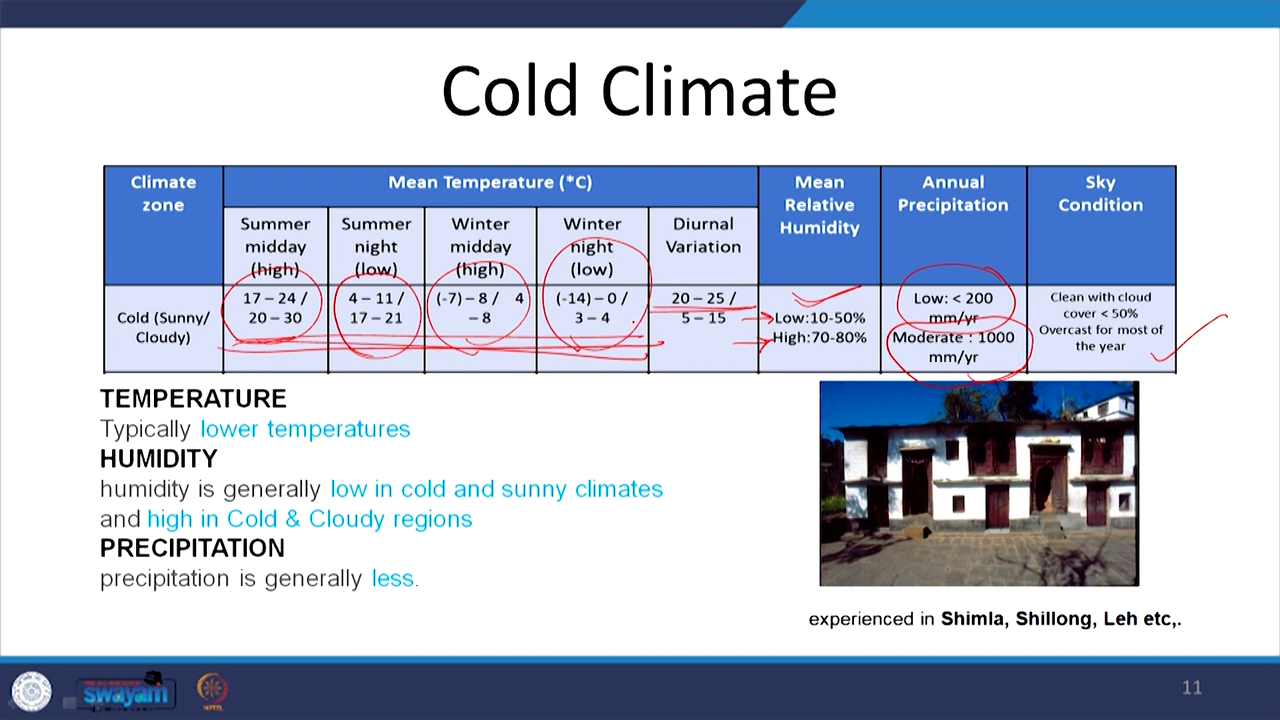 Cold Climate
Climate zone
Mean Temperature (*C)
Mean Relative Humidity
Annual Precipitation
Sky Condition
Summer midday (high)
Summer night (low)
Winter midday (high)
Winter night (low)
Diurnal Variation
Cold (Sunny/ Cloudy)
17 – 24 /
20 – 30
4 – 11 /
17 – 21
(-7) – 8 / 4
– 8
(-14) – 0 /
3 – 4
20 – 25 /
5 – 15
Low:10-50%
High:70-80%
Low: < 200
mm/yr
Moderate : 1000
mm/yr
Clean with cloud
cover < 50%
Overcast for most of
the year
TEMPERATURE
Typically lower temperatures
HUMIDITY
humidity is generally low in cold and sunny climates
and high in Cold & Cloudy regions
PRECIPITATION
precipitation is generally less.
experienced in Shimla, Shillong, Leh etc,.
swayam
11